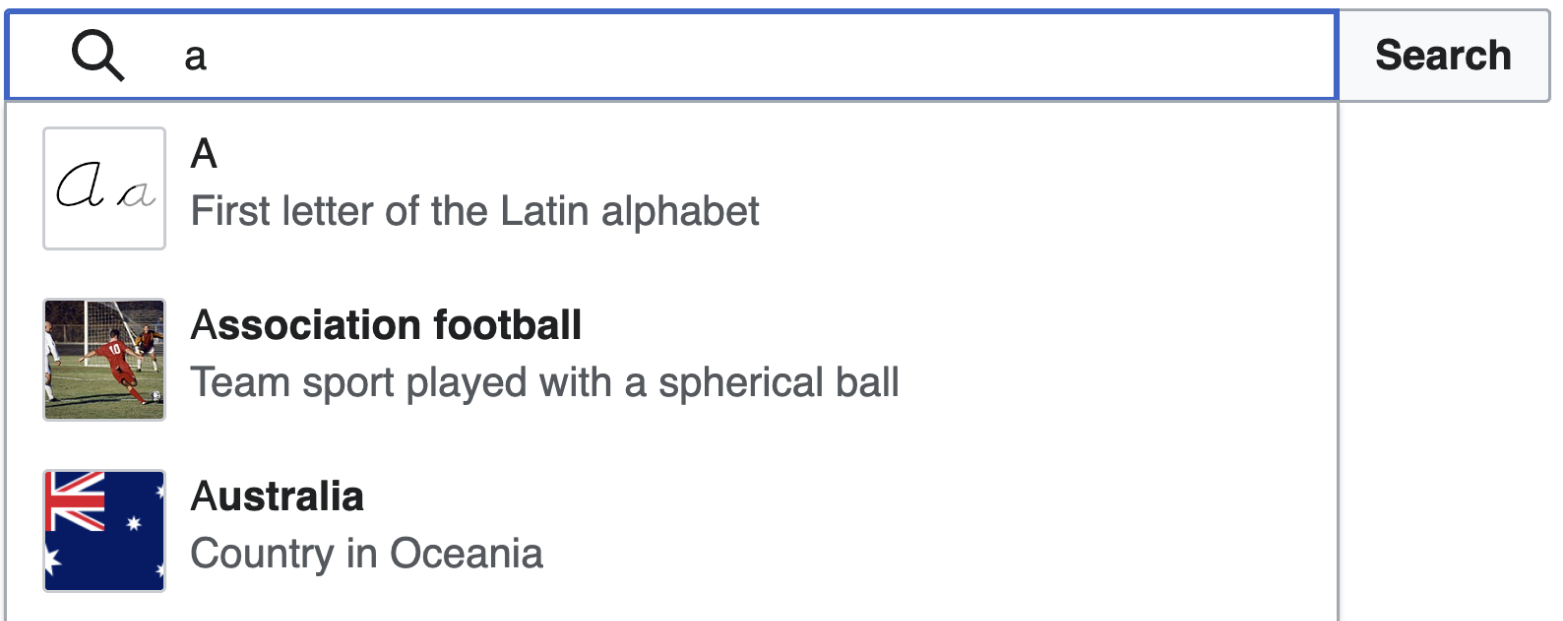 a
Search
A
First letter of the Latin alphabet
A a
Association football
Team sport played with a spherical ball
10
Australia
Country in Oceania